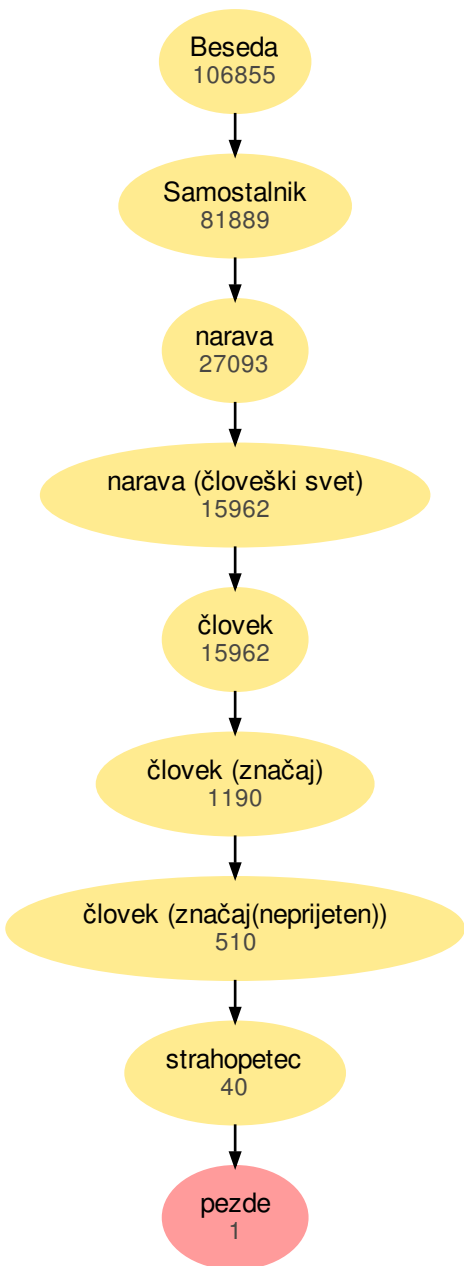 Beseda
106855
Samostalnik
81889
narava
27093
narava (človeški svet)
15962
človek
15962
človek (značaj)
1190
človek (značaj(neprijeten))
510
strahopetec
40
pezde
1